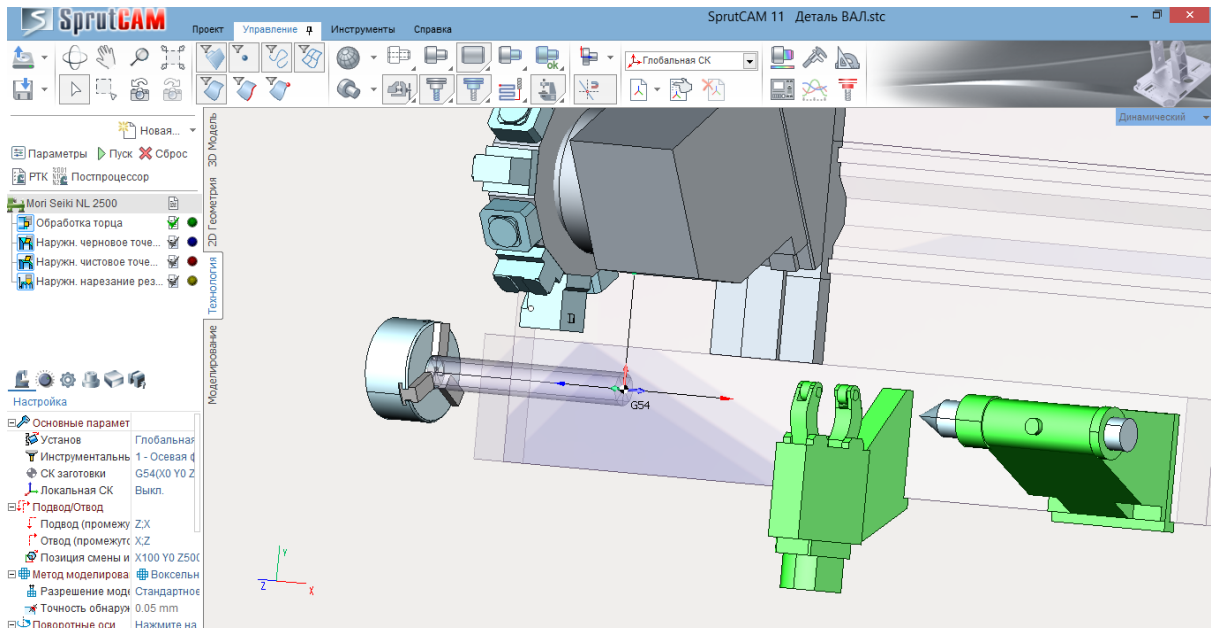 SprutCAM
SprutCAM 11 Деталь ВАЛ.stc
Проект Управление Инструменты Справка
Глобальная СК
Динамический
Новая...
Параметры Пуск Сброс
РТК Постпроцессор
Mori Seiki NL 2500
Обработка торца
Наружн. черновое точе...
Наружн. чистовое точе...
Наружн. нарезание рез...
3D Модель
2D Геометрия
Технология
Моделирование
Настройка
Основные парамет
Установ Глобальная
Инструментальнь 1 - Осевая ф
СК заготовки G54(X0 Y0 Z
Локальная СК Выкл.
Подвод/Отвод
Подвод (промежу Z;X
Отвод (промежуто X;Z
Позиция смены и X100 Y0 Z500
Метод моделирова Воксельн
Разрешение моде Стандартное
Точность обнаруж 0.05 mm
Поворотные оси Нажмите на
G54
Y
Z
X